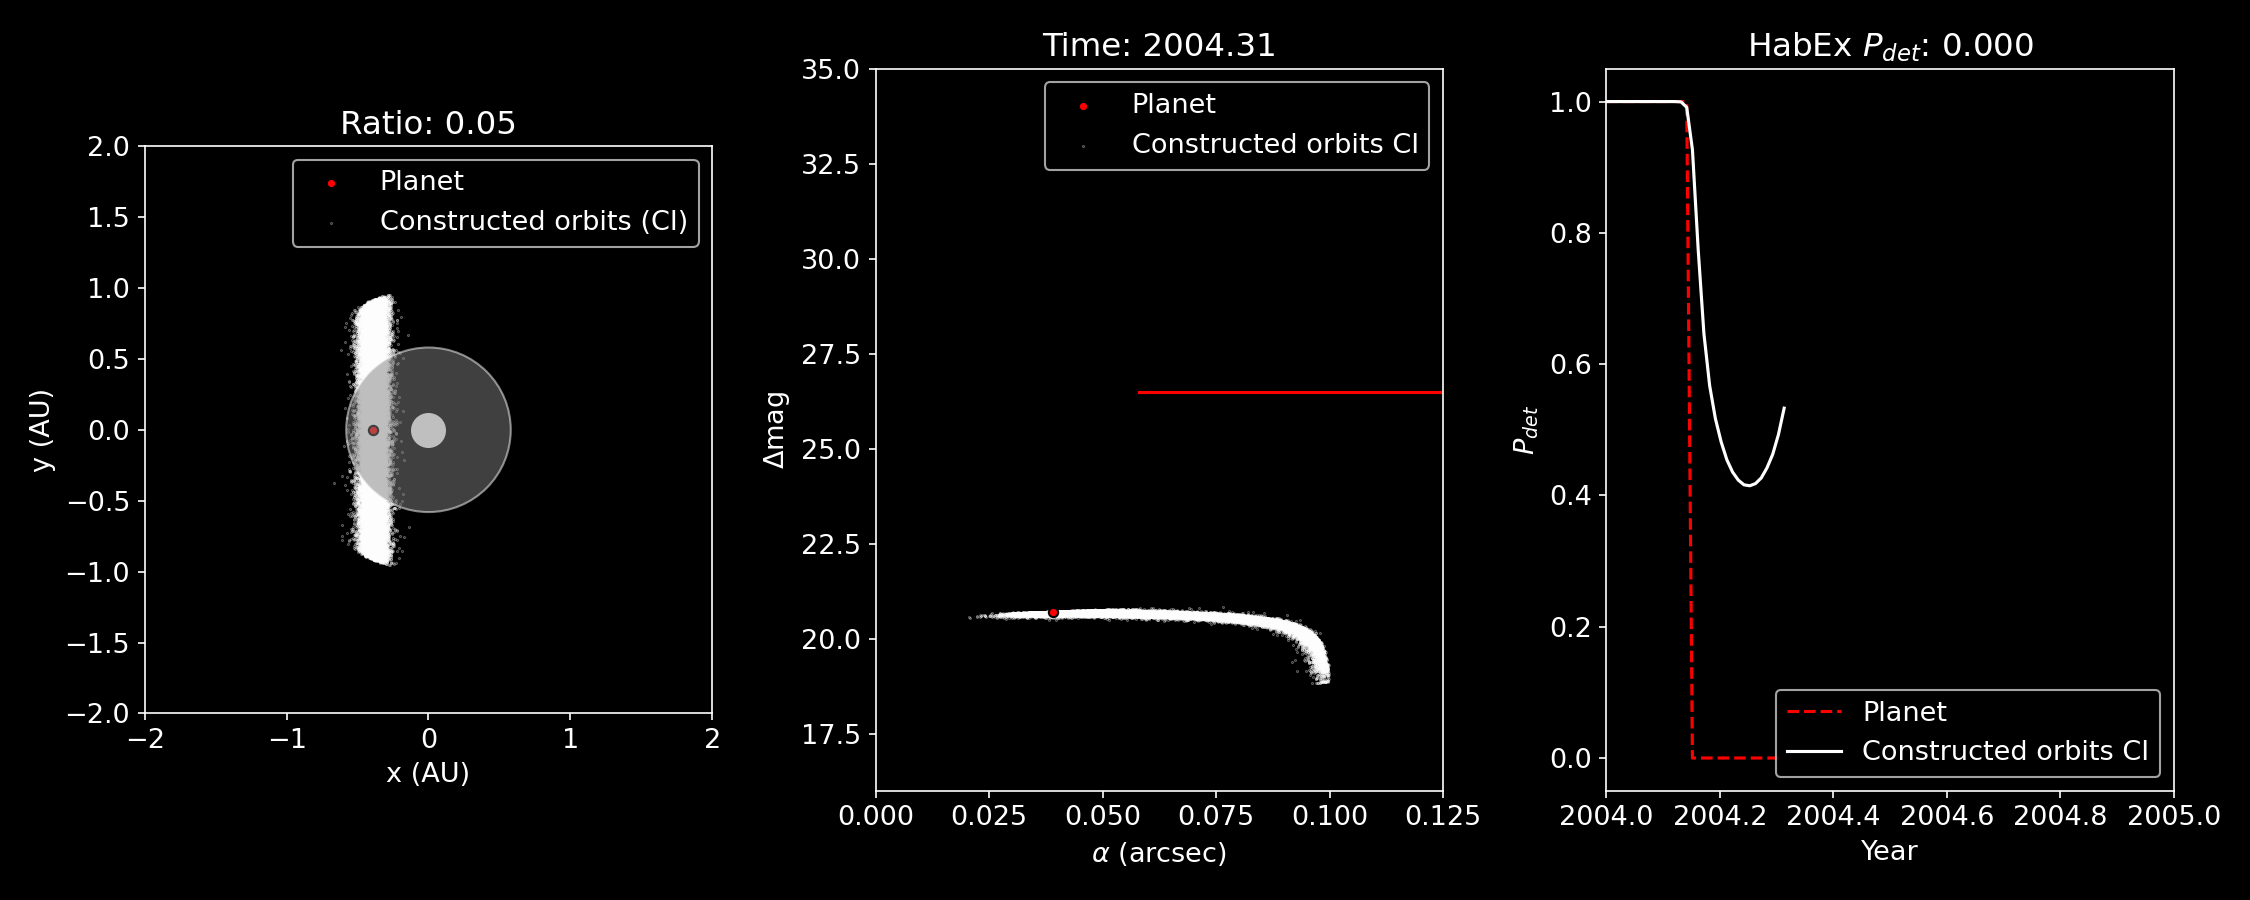 Ratio: 0.05
2.0
1.5
1.0
0.5
0.0
−0.5
−1.0
−1.5
−2.0
−2 −1 0 1 2
x (AU)
y (AU)
Planet
Constructed orbits (CI)
Time: 2004.31
35.0
32.5
30.0
27.5
25.0
22.5
20.0
17.5
0.000 0.025 0.050 0.075 0.100 0.125
α (arcsec)
Δmag
Planet
Constructed orbits CI
HabEx P_det: 0.000
1.0
0.8
0.6
0.4
0.2
0.0
2004.0 2004.2 2004.4 2004.6 2004.8 2005.0
Year
P_det
Planet
Constructed orbits CI